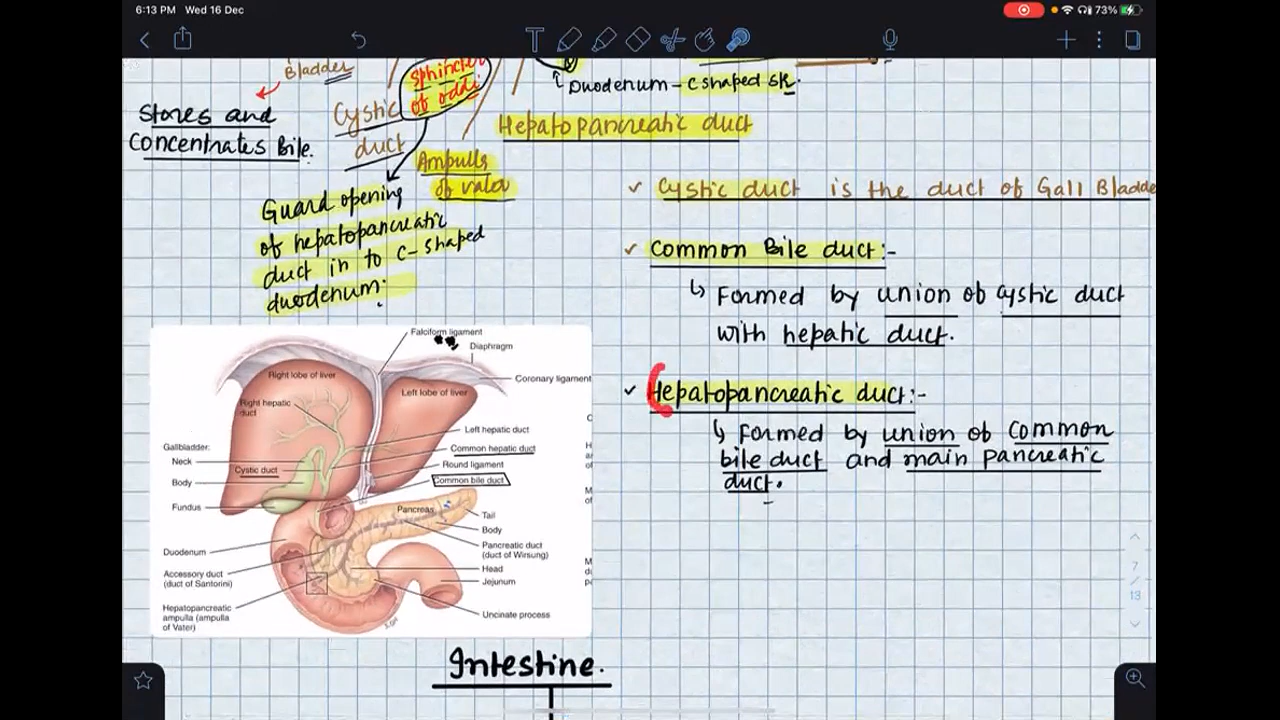 6:13 PM Wed 16 Dec
73%
Bladder
Stores and
Concentrates Bile.
Cystic
duct
Sphincter
of oddi
Ampulls
of vater
Guard opening
of hepatopancreatic
duct in to C-shaped
duodenum.
Duodenum - C shaped
Hepatopancreatic duct
✓ Cystic duct is the duct of Gall Bladde
✓ Common Bile duct:-
↳ Formed by union of cystic duct
with hepatic duct.
✓ Hepatopancreatic duct:-
↳ Formed by union of Common
bile duct and main pancreatic
duct.
Falciform ligament
Diaphragm
Right lobe of liver
Coronary ligament
Left lobe of liver
Right hepatic
duct
Left hepatic duct
Gallbladder:
Common hepatic duct
Neck
Cystic duct
Round ligament
Body
Common bile duct
Fundus
Pancreas
Tail
Body
Duodenum
Pancreatic duct
(duct of Wirsung)
Accessory duct
(duct of Santorini)
Head
Jejunum
Hepatopancreatic
ampulla (ampulla
of Vater)
Uncinate process
7
13
Intestine.